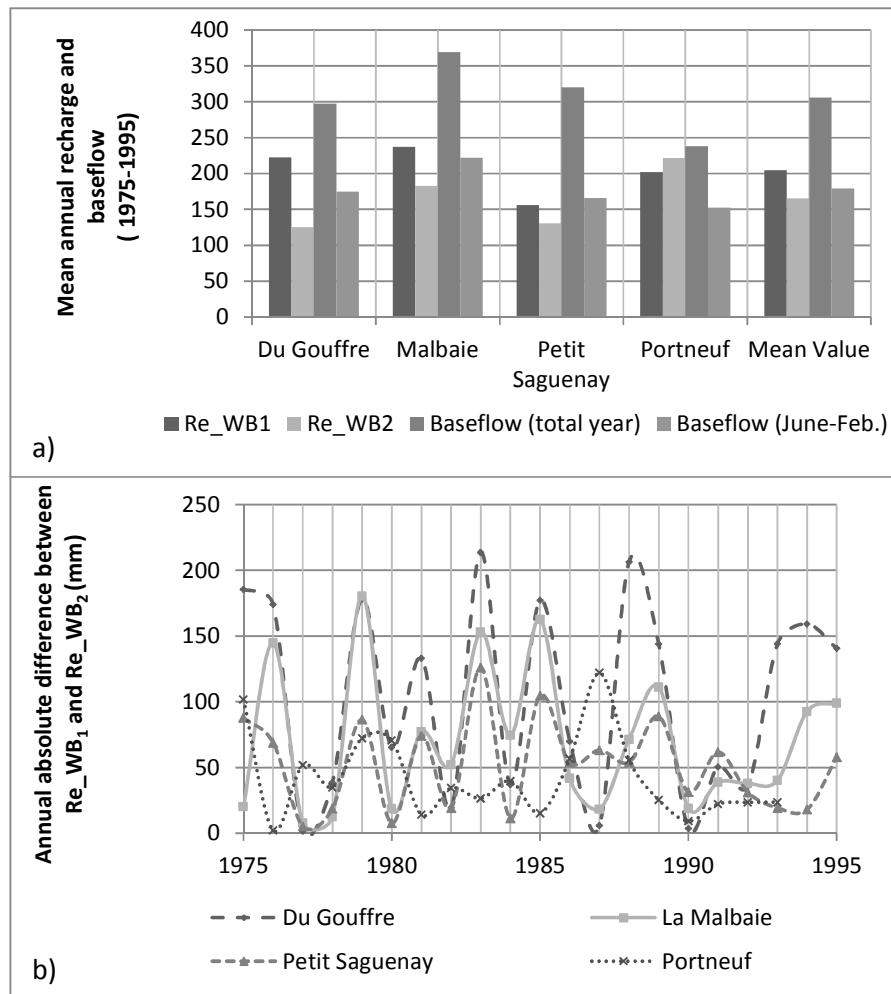 400
350
300
250
200
150
100
50
0
Mean annual recharge and
baseflow
( 1975-1995)
Du Gouffre Malbaie Petit Saguenay Portneuf Mean Value
Re_WB1 Re_WB2 Baseflow (total year) Baseflow (June-Feb.)
a)
250
200
150
100
50
0
Annual absolute difference between
Re_WB1 and Re_WB2 (mm)
1975 1980 1985 1990 1995
Du Gouffre La Malbaie
Petit Saguenay Portneuf
b)